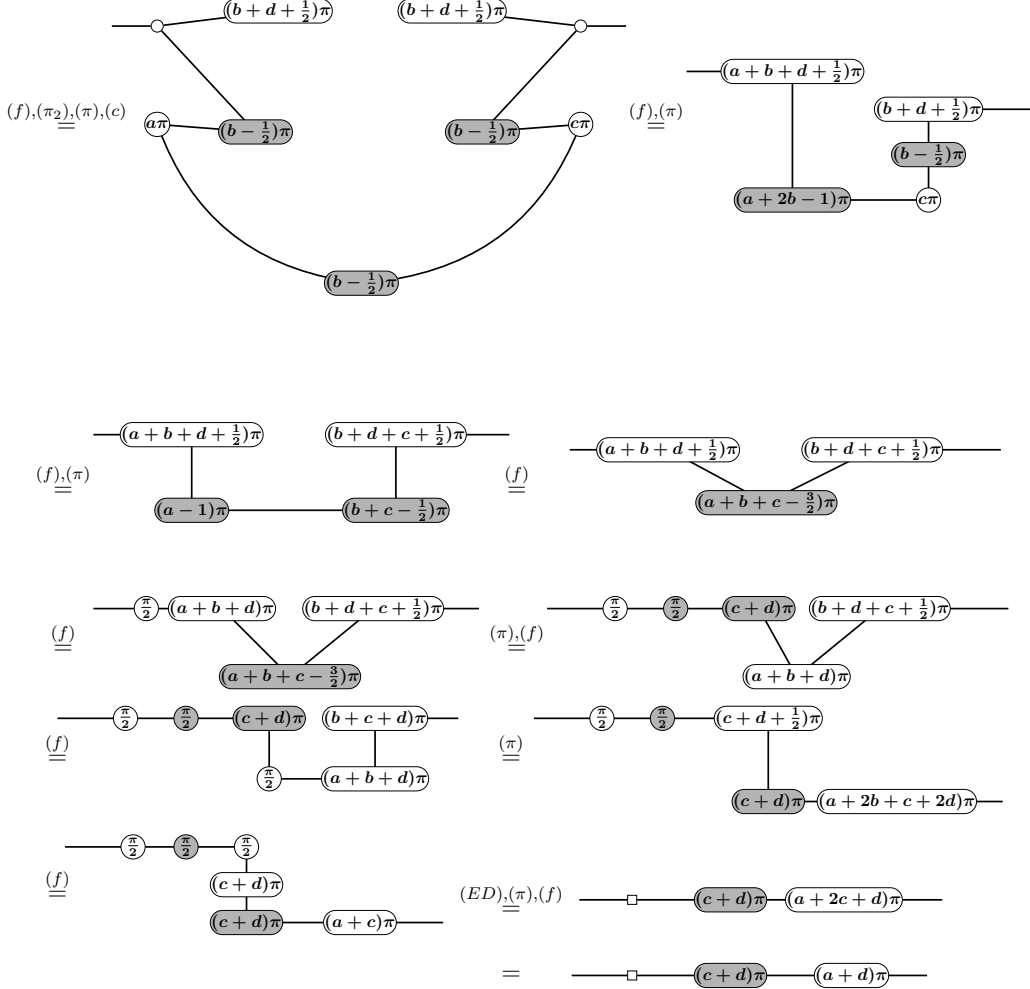 (b + d + 1/2)π (b + d + 1/2)π
(a + b + d + 1/2)π
(f),(π₂),(π),(c) = aπ (b − 1/2)π (b − 1/2)π cπ (f),(π) = (b + d + 1/2)π
(b − 1/2)π
(a + 2b − 1)π cπ
(b − 1/2)π
(a + b + d + 1/2)π (b + d + c + 1/2)π (a + b + d + 1/2)π (b + d + c + 1/2)π
(f),(π) = (f) =
(a − 1)π (b + c − 1/2)π (a + b + c − 3/2)π
π/2 (a + b + d)π (b + d + c + 1/2)π π/2 π/2 (c + d)π (b + d + c + 1/2)π
(f) = (π),(f) =
(a + b + c − 3/2)π (a + b + d)π
π/2 π/2 (c + d)π (b + c + d)π π/2 π/2 (c + d + 1/2)π
(f) = (π) =
π/2 (a + b + d)π (c + d)π (a + 2b + c + 2d)π
π/2 π/2 π/2
(f) = (c + d)π (ED),(π),(f) = (c + d)π (a + 2c + d)π
(c + d)π (a + c)π
= (c + d)π (a + d)π